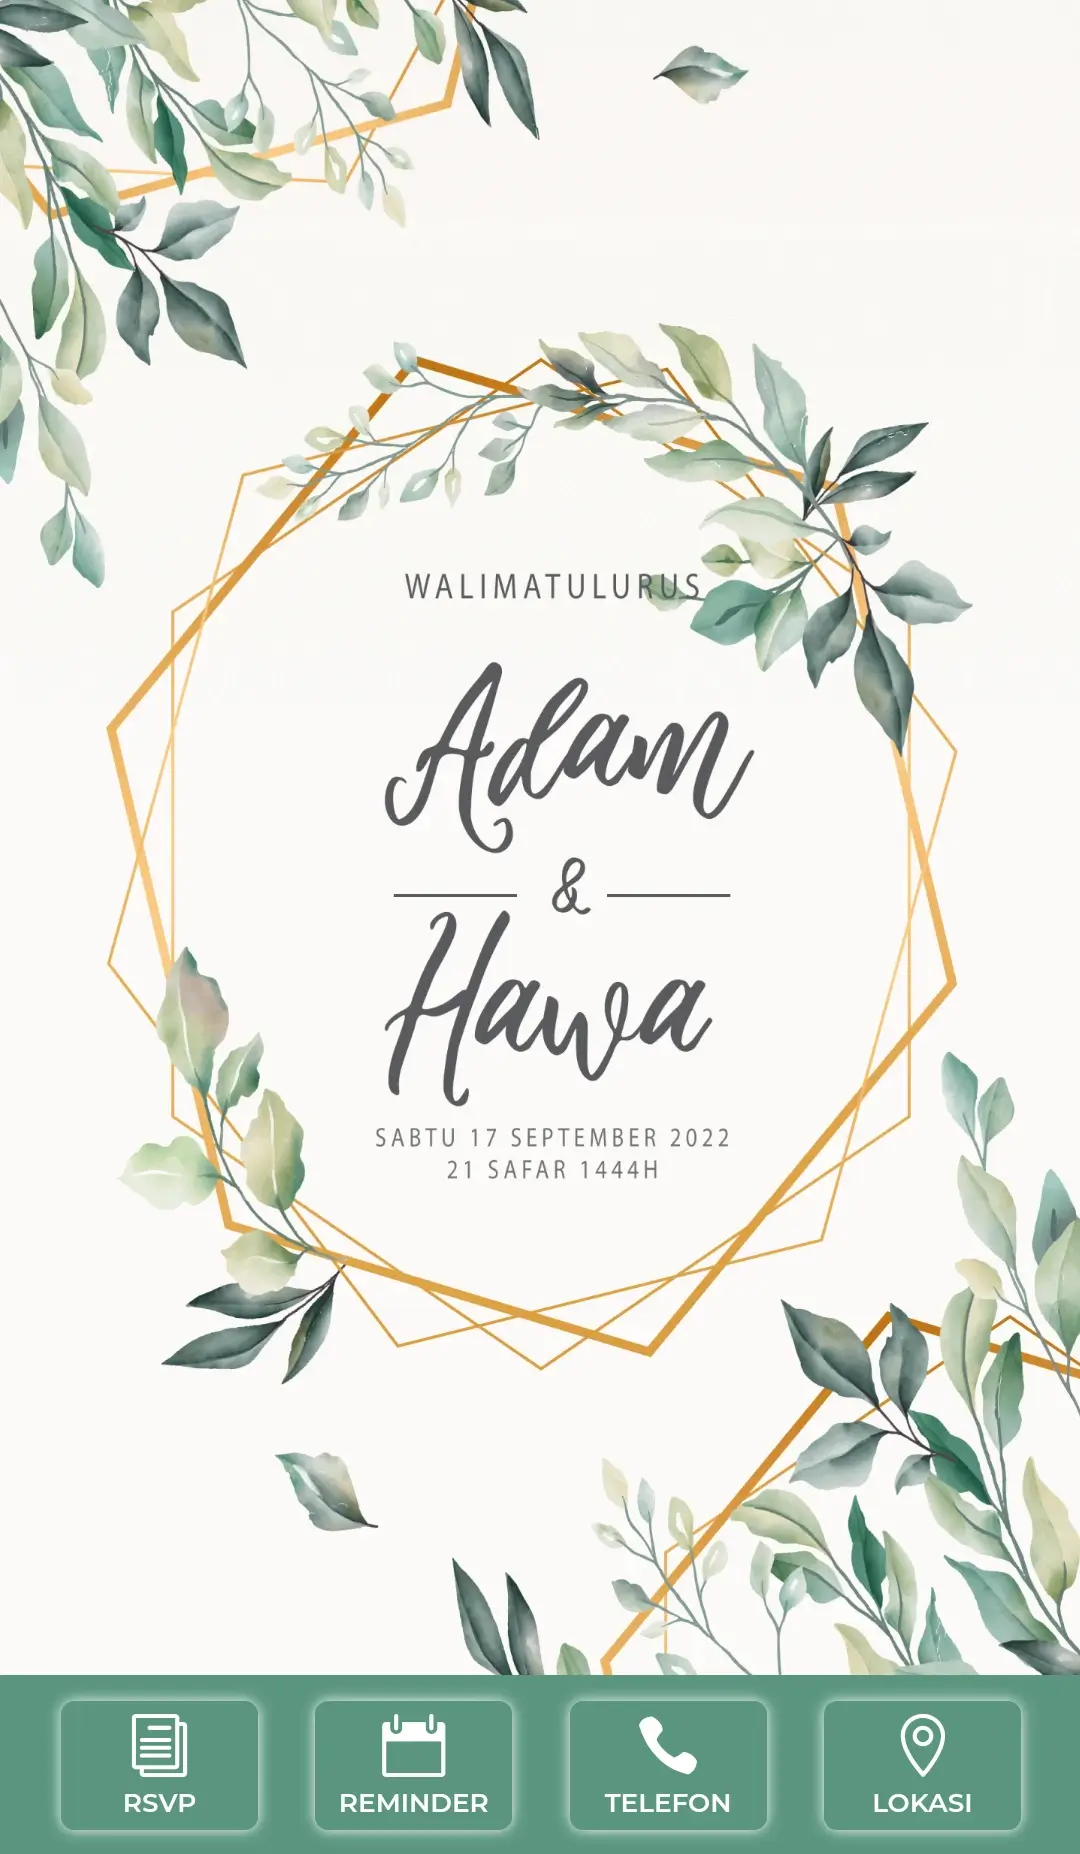 WALIMATULURUS
Adam
&
Hawa
SABTU 17 SEPTEMBER 2022
21 SAFAR 1444H
RSVP
REMINDER
TELEFON
LOKASI